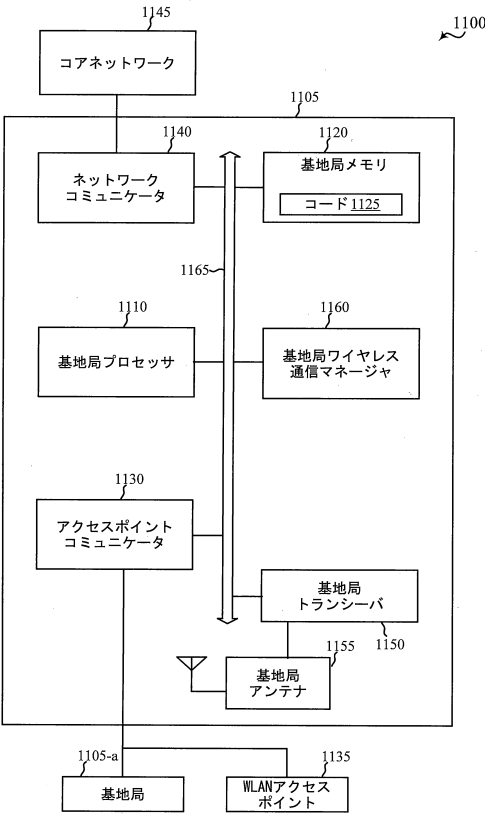 1145
1100
コアネットワーク
1105
1140
1120
ネットワーク
コミュニケータ
基地局メモリ
コード 1125
1165
1110
1160
基地局プロセッサ
基地局ワイヤレス
通信マネージャ
1130
アクセスポイント
コミュニケータ
基地局
トランシーバ
1150
1155
基地局
アンテナ
1105-a
1135
基地局
WLANアクセス
ポイント